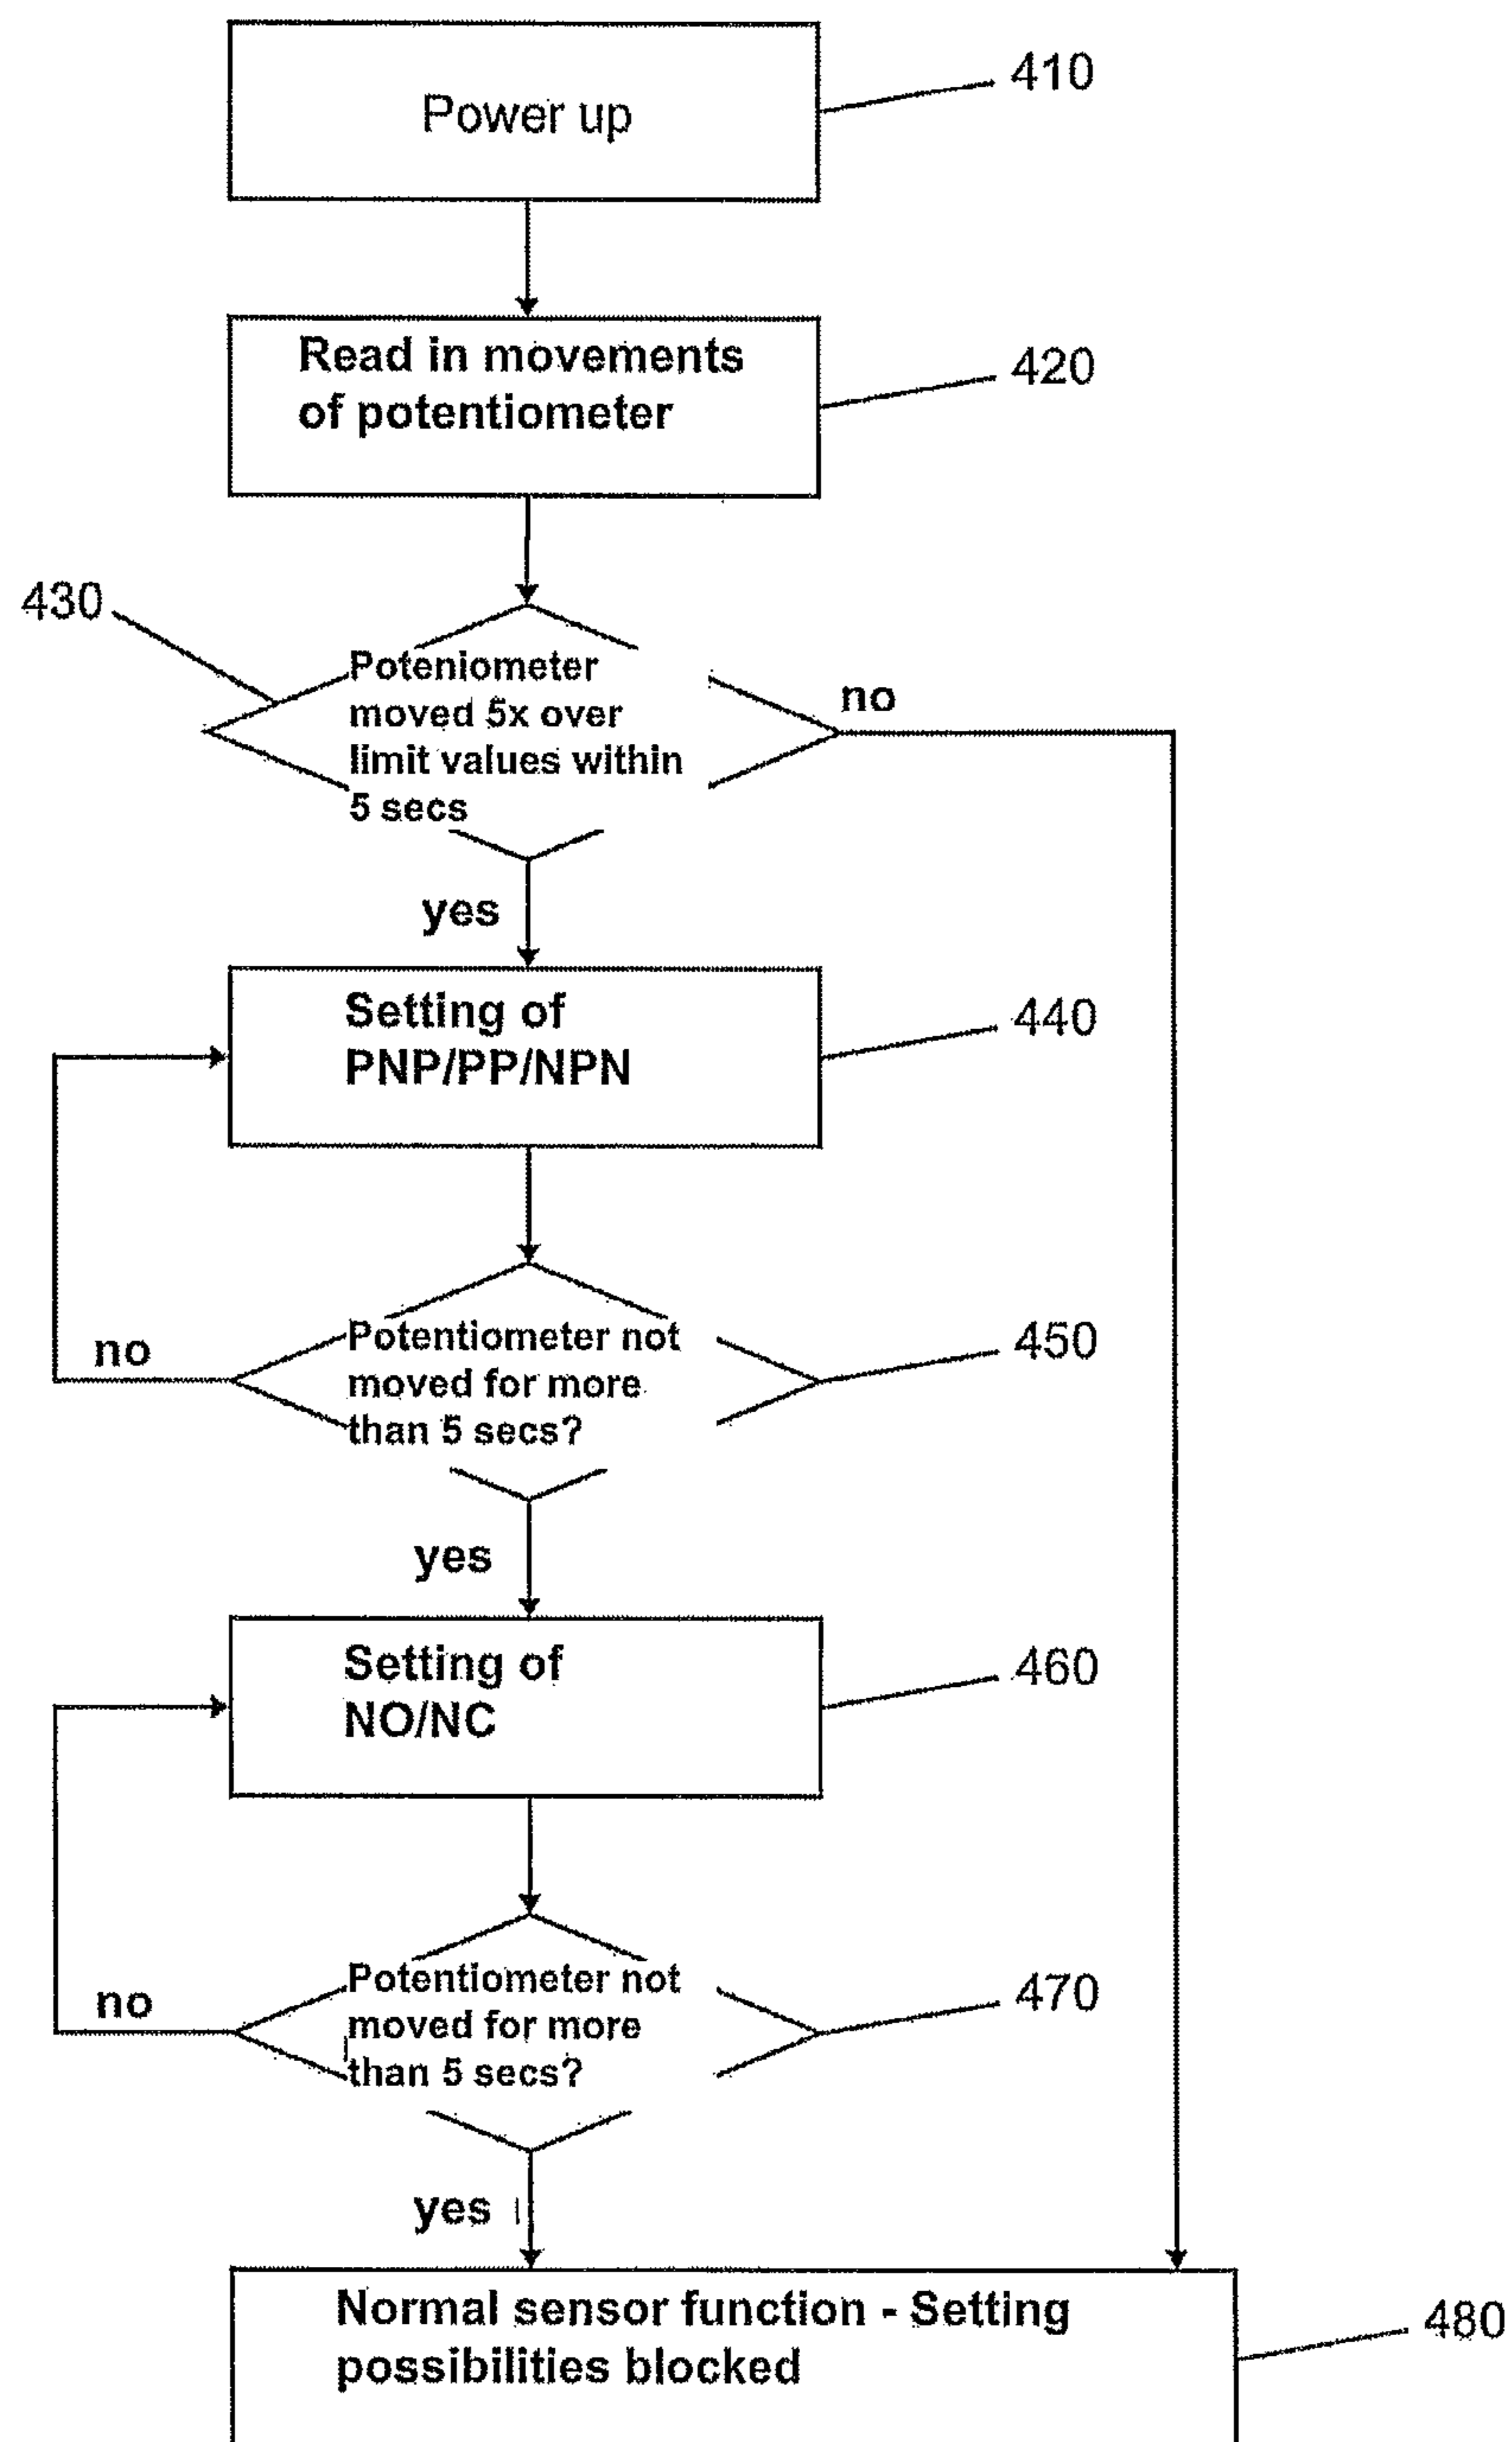 Power up
410
Read in movements
of potentiometer
420
430
Poteniometer
moved 5x over
limit values within
5 secs
no
yes
Setting of
PNP/PP/NPN
440
no
Potentiometer not
moved for more
than 5 secs?
450
yes
Setting of
NO/NC
460
no
Potentiometer not
moved for more
than 5 secs?
470
yes
Normal sensor function - Setting
possibilities blocked
480